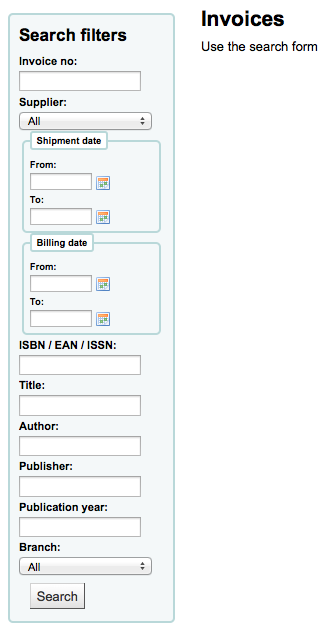 Search filters
Invoice no:
Supplier:
All
Shipment date
From:
To:
Billing date
From:
To:
ISBN / EAN / ISSN:
Title:
Author:
Publisher:
Publication year:
Branch:
All
Search
Invoices
Use the search form